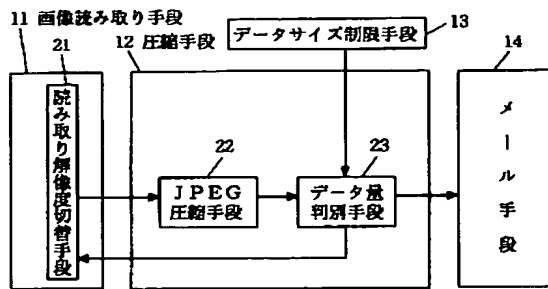 11 画像読み取り手段
21
読み取り解像度切替手段
12 圧縮手段
データサイズ制限手段
13
22
JPEG
圧縮手段
23
データ量
判別手段
14
メール手段